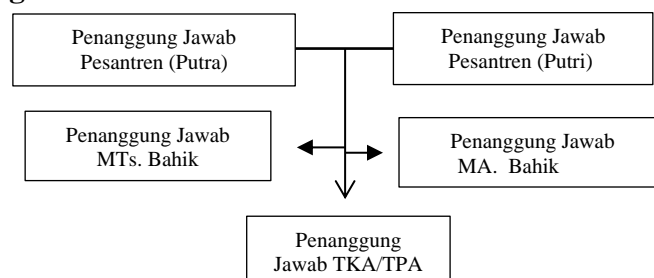 Penanggung Jawab
Pesantren (Putra)
Penanggung Jawab
Pesantren (Putri)
Penanggung Jawab
MTs. Bahik
Penanggung Jawab
MA. Bahik
Penanggung
Jawab TKA/TPA